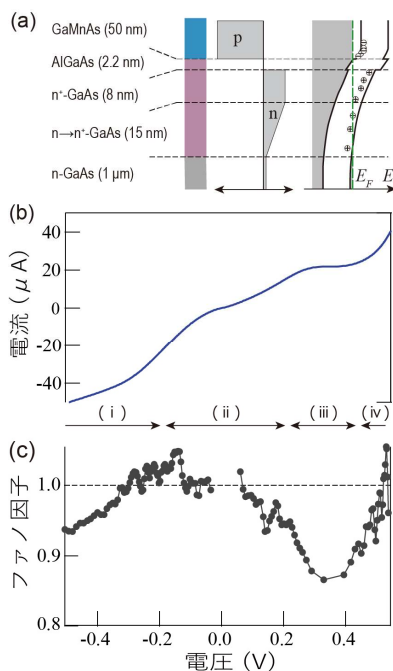 (a)
GaMnAs (50 nm)
AlGaAs (2.2 nm)
n⁺-GaAs (8 nm)
n→n⁺-GaAs (15 nm)
n-GaAs (1 μm)
p
n
E_F E
(b)
電流 (μA)
40
20
0
-20
-40
(i) (ii) (iii) (iv)
(c)
ファノ因子
1.0
0.9
0.8
-0.4 -0.2 0.0 0.2 0.4
電圧 (V)